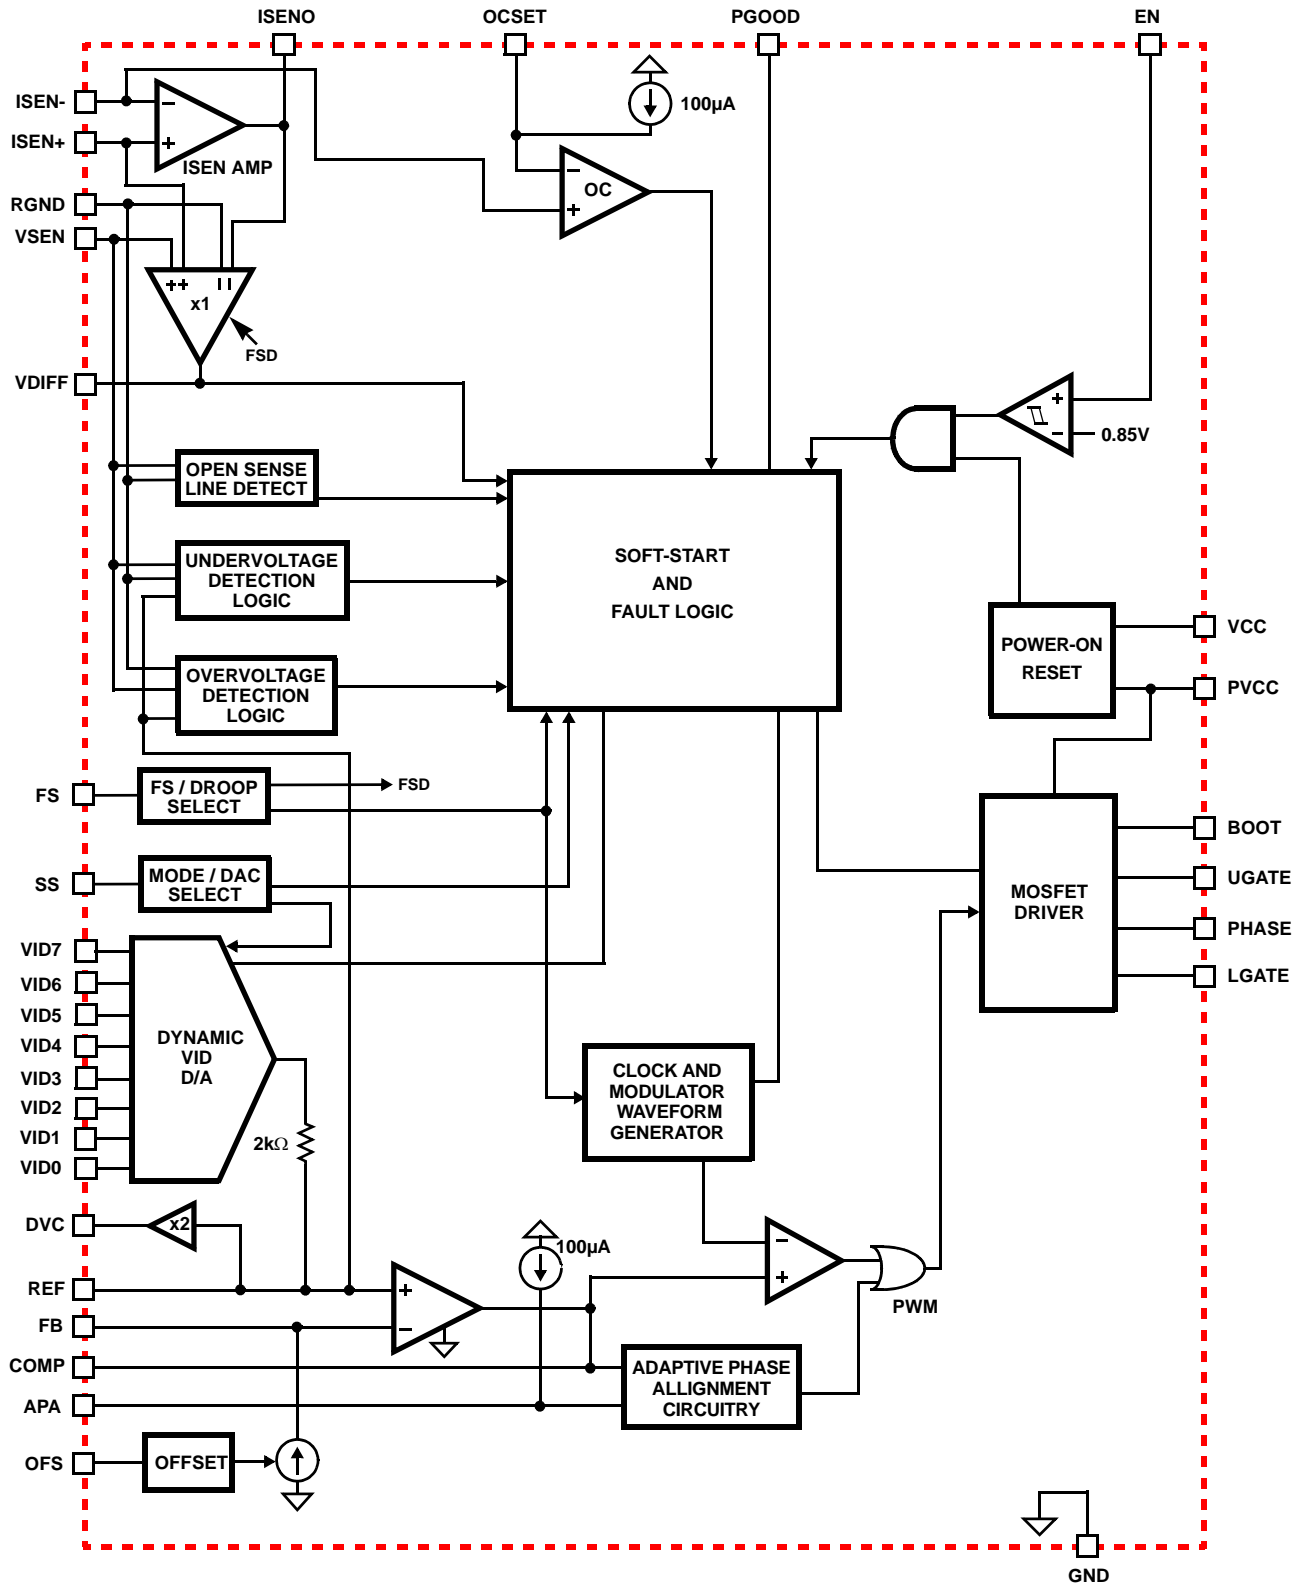 ISENO
OCSET
PGOOD
EN
ISEN-
ISEN+
ISEN AMP
100µA
OC
RGND
VSEN
x1
FSD
VDIFF
0.85V
OPEN SENSE
LINE DETECT
UNDERVOLTAGE
DETECTION
LOGIC
OVERVOLTAGE
DETECTION
LOGIC
SOFT-START
AND
FAULT LOGIC
POWER-ON
RESET
VCC
PVCC
FS
FS / DROOP
SELECT
FSD
SS
MODE / DAC
SELECT
MOSFET
DRIVER
BOOT
UGATE
PHASE
LGATE
VID7
VID6
VID5
VID4
VID3
VID2
VID1
VID0
DYNAMIC
VID
D/A
2kΩ
CLOCK AND
MODULATOR
WAVEFORM
GENERATOR
DVC
x2
100µA
REF
FB
COMP
APA
PWM
ADAPTIVE PHASE
ALLIGNMENT
CIRCUITRY
OFS
OFFSET
GND